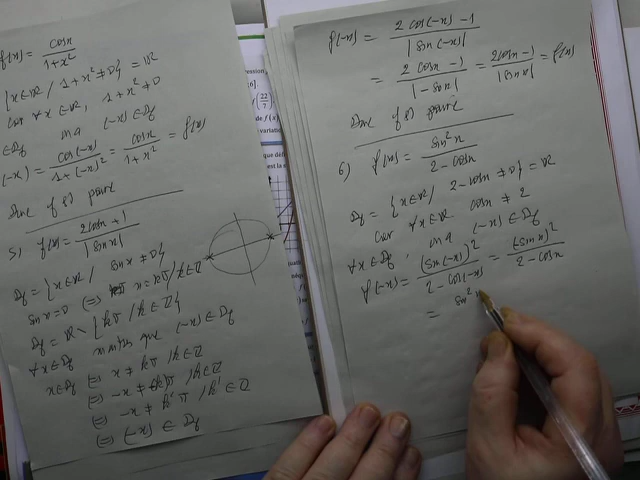 f(x) = cosx / 1+x²
{x∈ℝ / 1+x² ≠ 0} = ℝ
car ∀x∈ℝ, 1+x² ≠ 0
∈Df on a (-x) ∈ Df
(-x) = cos(-x) / 1+(-x)² = cosx / 1+x² = f(x)
Donc f est paire
5) f(x) = 2cosx+1 / |sinx|
Df = {x∈ℝ / sinx ≠ 0}
sinx = 0 ⇔ x = kπ / k∈ℤ
Df = ℝ \ {kπ / k∈ℤ}
∀x∈Df montrons que (-x) ∈ Df
x∈Df ⇔ x ≠ kπ / k∈ℤ
⇔ -x ≠ (-k)π / k∈ℤ
⇔ -x ≠ k'π / k'∈ℤ
⇔ (-x) ∈ Df
f(-x) = 2cos(-x) - 1 / |sin(-x)|
= 2cosx - 1 / |-sinx| = 2cosx - 1 / |sinx| = f(x)
Donc f est paire
6) f(x) = sin²x / 2 - cosx
Df = {x∈ℝ / 2 - cosx ≠ 0} = ℝ
car ∀x∈ℝ cosx ≠ 2
∀x∈Df, on a (-x) ∈ Df
f(-x) = (sin(-x))² / 2 - cos(-x) = (-sinx)² / 2 - cosx
= sin²